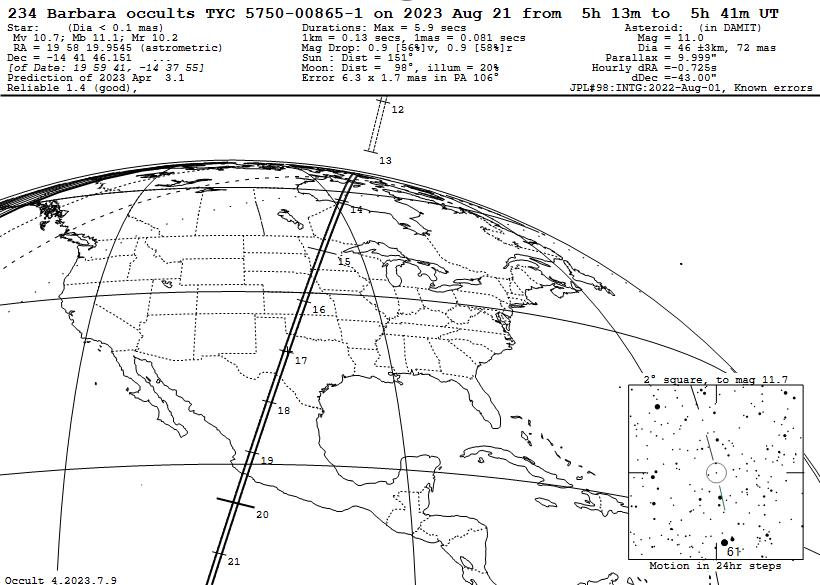 234 Barbara occults TYC 5750-00865-1 on 2023 Aug 21 from 5h 13m to 5h 41m UT
Star: (Dia < 0.1 mas)
Mv 10.7; Mb 11.1; Mr 10.2
RA = 19 58 19.9545 (astrometric)
Dec = -14 41 46.151 ...
[of Date: 19 59 41, -14 37 55]
Prediction of 2023 Apr 3.1
Reliable 1.4 (good),
Durations: Max = 5.9 secs
1km = 0.13 secs, 1mas = 0.081 secs
Mag Drop: 0.9 [56%]v, 0.9 [58%]r
Sun : Dist = 151°
Moon: Dist = 98°, illum = 20%
Error 6.3 x 1.7 mas in PA 106°
Asteroid: (in DAMIT)
Mag = 11.0
Dia = 46 ±3km, 72 mas
Parallax = 9.999"
Hourly dRA =-0.725s
dDec =-43.00"
JPL#98:INTG:2022-Aug-01, Known errors
12
13
14
15
16
17
18
19
20
21
2° square, to mag 11.7
61
Motion in 24hr steps
Occult 4.2023.7.9